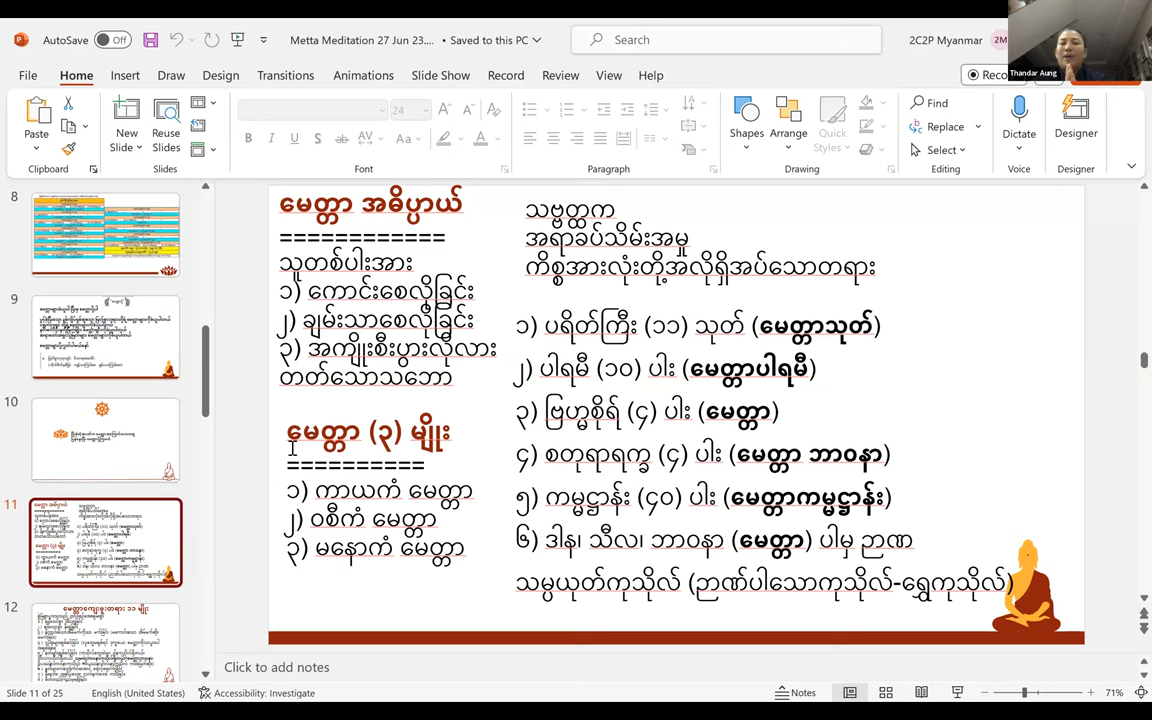 AutoSave Off
Metta Meditation 27 Jun 23.... • Saved to this PC
Search
2C2P Myanmar
2M
Thandar Aung
File Home Insert Draw Design Transitions Animations Slide Show Record Review View Help
Paste
New Slide
Reuse Slides
24
Shapes
Arrange
Quick Styles
Find
Replace
Select
Dictate
Designer
Clipboard Slides Font Paragraph Drawing Editing Voice Designer
8
9
10
11
12
မေတ္တာ အဓိပ္ပာယ်
============
သူတစ်ပါးအား
၁) ကောင်းစေလိုခြင်း
၂) ချမ်းသာစေလိုခြင်း
၃) အကျိုးစီးပွားလိုလား
တတ်သောသဘော
မေတ္တာ (၃) မျိုး
==========
၁) ကာယကံ မေတ္တာ
၂) ဝစီကံ မေတ္တာ
၃) မနောကံ မေတ္တာ
သဗ္ဗတ္ထက
အရာခပ်သိမ်းအမှု
ကိစ္စအားလုံးတို့အလိုရှိအပ်သောတရား
၁) ပရိတ်ကြီး (၁၁) သုတ် (မေတ္တာသုတ်)
၂) ပါရမီ (၁၀) ပါး (မေတ္တာပါရမီ)
၃) ဗြဟ္မစိုရ် (၄) ပါး (မေတ္တာ)
၄) စတုရာရက္ခ (၄) ပါး (မေတ္တာ ဘာဝနာ)
၅) ကမ္မဋ္ဌာန်း (၄၀) ပါး (မေတ္တာကမ္မဋ္ဌာန်း)
၆) ဒါန၊ သီလ၊ ဘာဝနာ (မေတ္တာ) ပါမှ ဉာဏ
သမ္ပယုတ်ကုသိုလ် (ဉာဏ်ပါသောကုသိုလ်-ရွှေကုသိုလ်)
Click to add notes
Slide 11 of 25
English (United States)
Accessibility: Investigate
Notes
71%